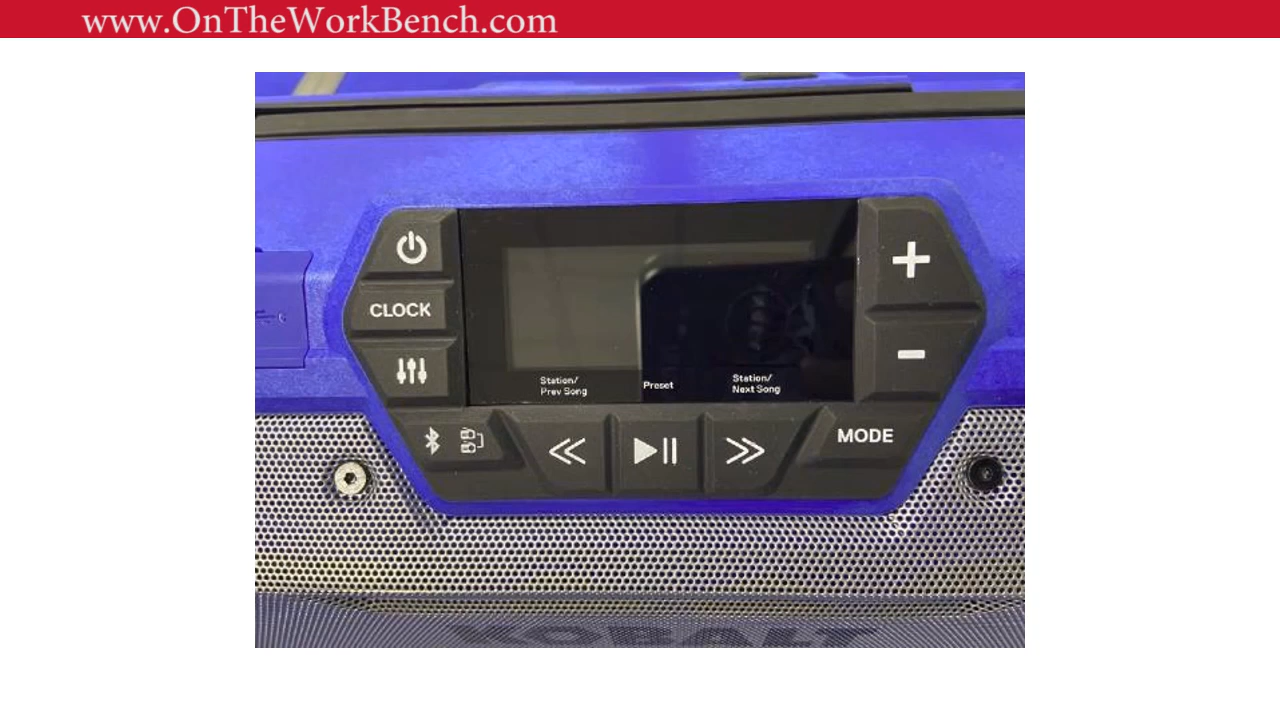 www.OnTheWorkBench.com
CLOCK
Station/
Prev Song
Preset
Station/
Next Song
MODE
KOBALT